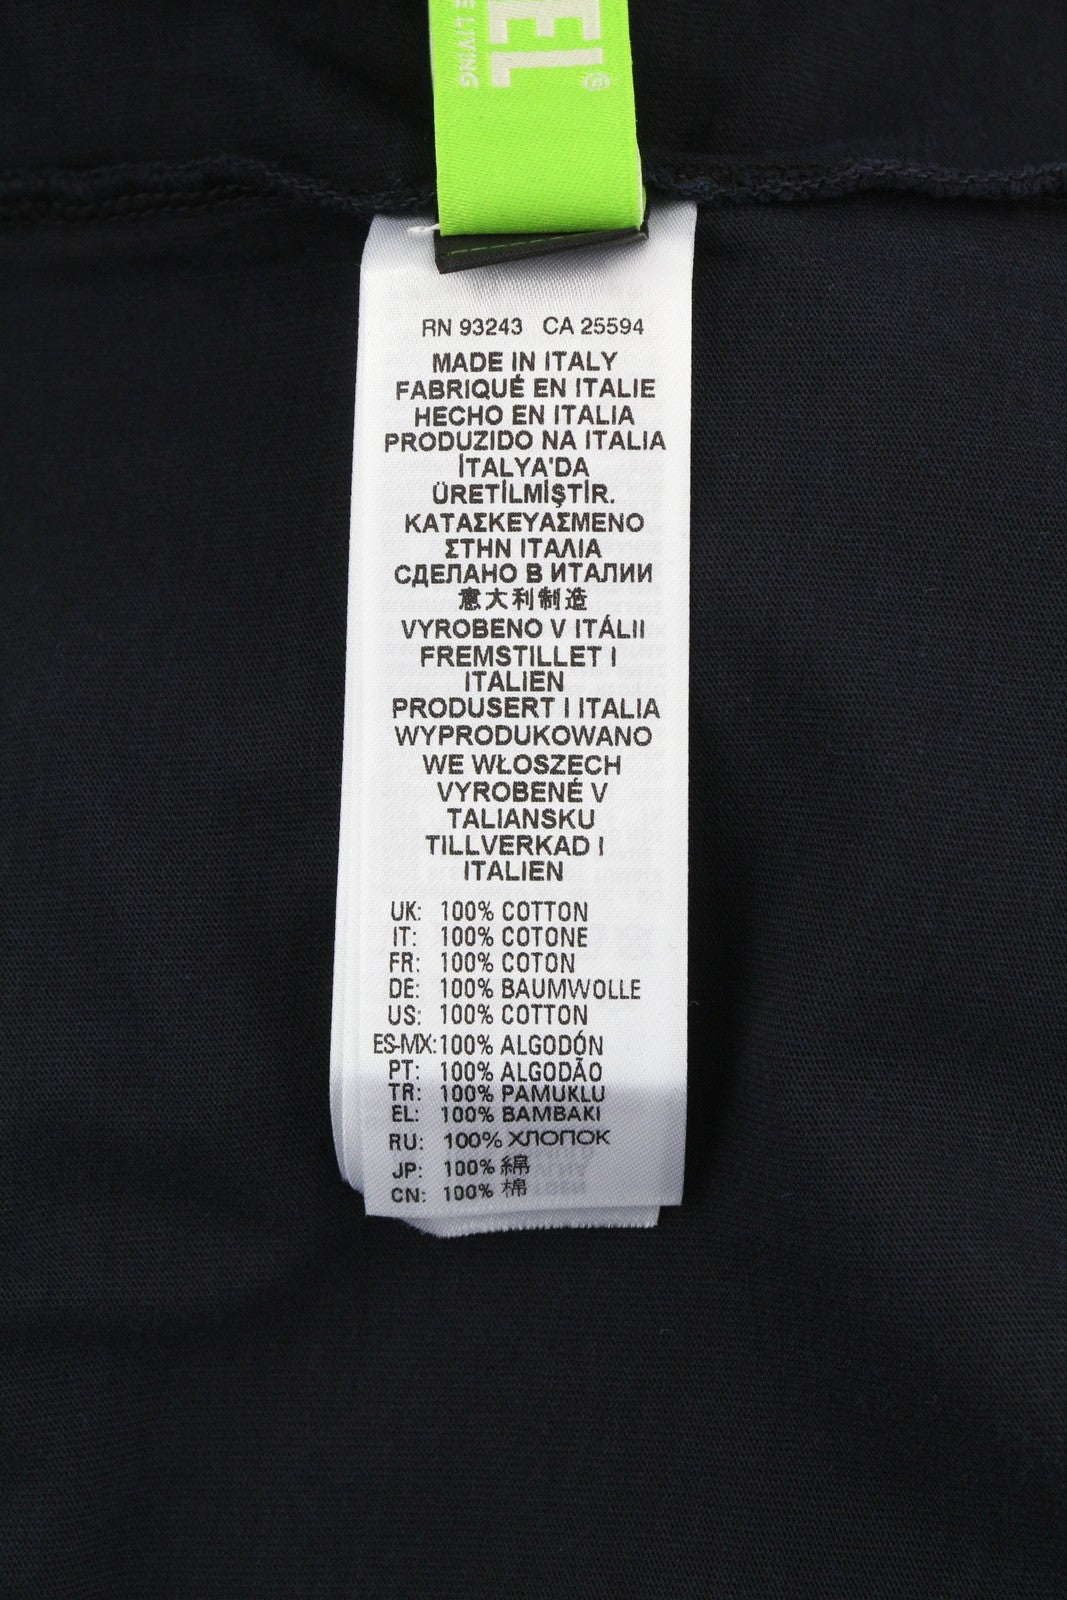 EL®
LIVING
RN 93243 CA 25594
MADE IN ITALY
FABRIQUÉ EN ITALIE
HECHO EN ITALIA
PRODUZIDO NA ITALIA
İTALYA'DA
ÜRETİLMİŞTİR.
ΚΑΤΑΣΚΕΥΑΣΜΕΝΟ
ΣΤΗΝ ΙΤΑΛΙΑ
СДЕЛАНО В ИТАЛИИ
意大利制造
VYROBENO V ITÁLII
FREMSTILLET I
ITALIEN
PRODUSERT I ITALIA
WYPRODUKOWANO
WE WŁOSZECH
VYROBENÉ V
TALIANSKU
TILLVERKAD I
ITALIEN
UK: 100% COTTON
IT: 100% COTONE
FR: 100% COTON
DE: 100% BAUMWOLLE
US: 100% COTTON
ES-MX: 100% ALGODÓN
PT: 100% ALGODÃO
TR: 100% PAMUKLU
EL: 100% ΒΑΜΒΑΚΙ
RU: 100% ХЛОПОК
JP: 100% 綿
CN: 100% 棉